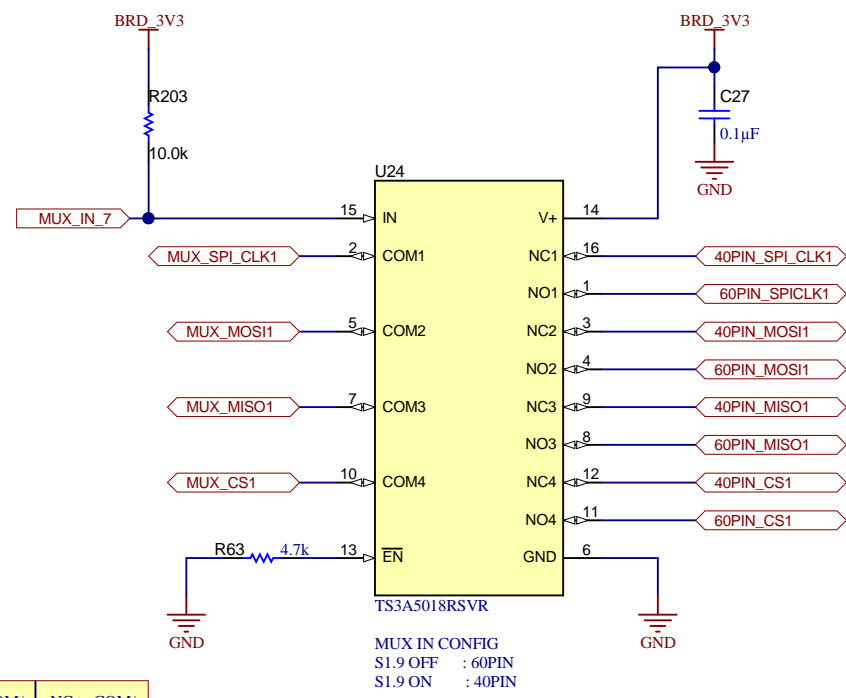 BRD_3V3
BRD_3V3
R203
C27
0.1µF
10.0k
GND
U24
MUX_IN_7
15
IN
V+
14
MUX_SPI_CLK1
2
COM1
NC1
16
40PIN_SPI_CLK1
NO1
1
60PIN_SPICLK1
MUX_MOSI1
5
COM2
NC2
3
40PIN_MOSI1
NO2
4
60PIN_MOSI1
MUX_MISO1
7
COM3
NC3
9
40PIN_MISO1
NO3
8
60PIN_MISO1
MUX_CS1
10
COM4
NC4
12
40PIN_CS1
NO4
11
60PIN_CS1
R63
4.7k
13
EN
GND
6
TS3A5018RSVR
GND
GND
MUX IN CONFIG
S1.9 OFF : 60PIN
S1.9 ON : 40PIN